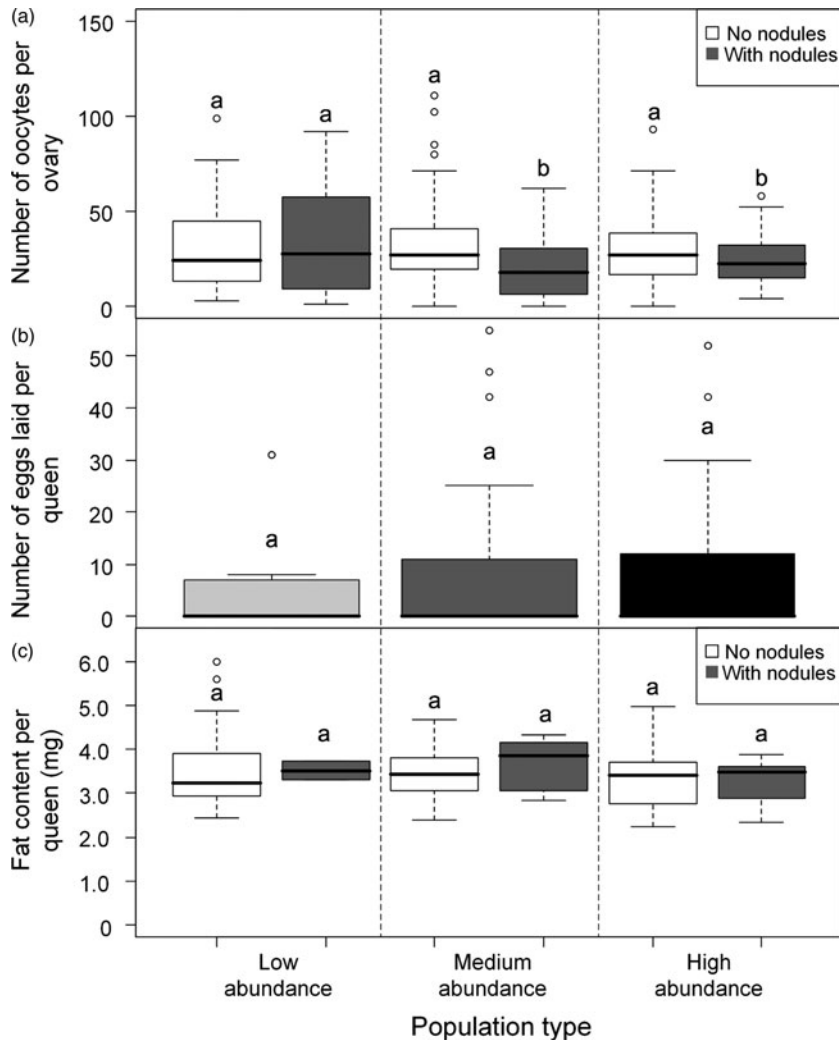 (a)
Number of oocytes per
ovary
150
100
50
0
No nodules
With nodules
a
a
a
b
a
b
(b)
Number of eggs laid per
queen
50
40
30
20
10
0
a
a
a
(c)
Fat content per
queen (mg)
6.0
5.0
4.0
3.0
2.0
1.0
0
No nodules
With nodules
a
a
a
a
a
a
Low
abundance
Medium
abundance
High
abundance
Population type